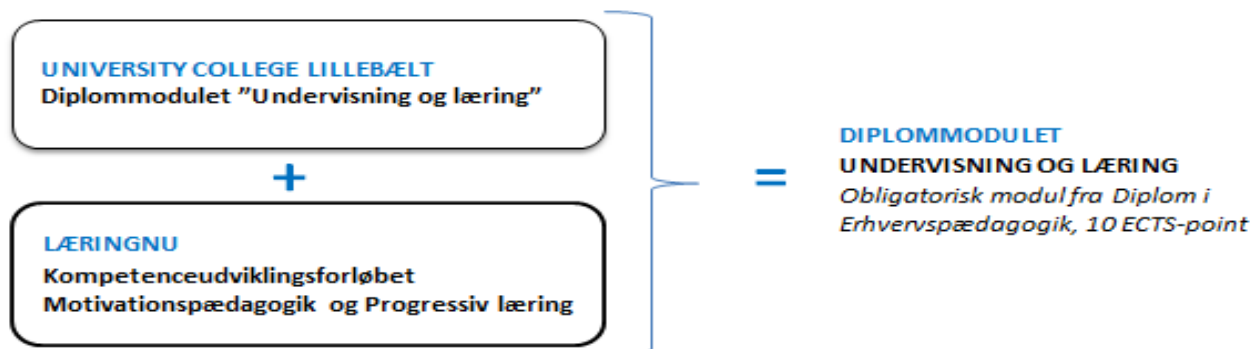 UNIVERSITY COLLEGE LILLEBÆLT
Diplommodulet ”Undervisning og læring”
+
LÆRINGNU
Kompetenceudviklingsforløbet
Motivationspædagogik og Progressiv læring
=
DIPLOMMODULET
UNDERVISNING OG LÆRING
Obligatorisk modul fra Diplom i
Erhvervspædagogik, 10 ECTS-point